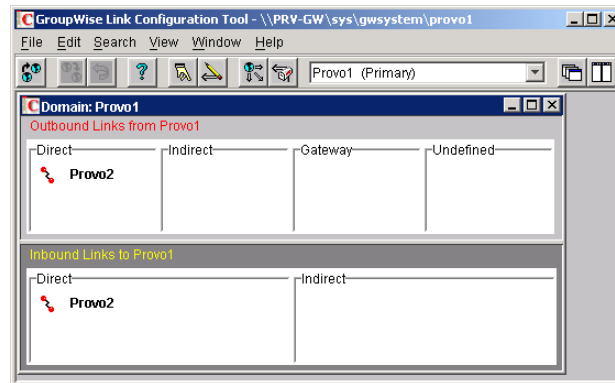 GroupWise Link Configuration Tool - \\PRV-GW\sys\gwsystem\provo1
File Edit Search View Window Help
Provo1 (Primary)
Domain: Provo1
Outbound Links from Provo1
Direct Indirect Gateway Undefined
Provo2
Inbound Links to Provo1
Direct Indirect
Provo2